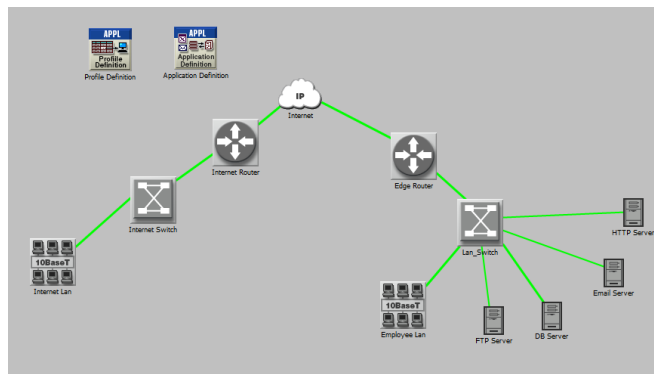 APPL
Profile
Definition
Profile Definition
APPL
Application
Definition
Application Definition
IP
Internet
Internet Router
Edge Router
Internet Switch
HTTP Server
Lan_Switch
10BaseT
Internet Lan
Email Server
10BaseT
Employee Lan
FTP Server
DB Server